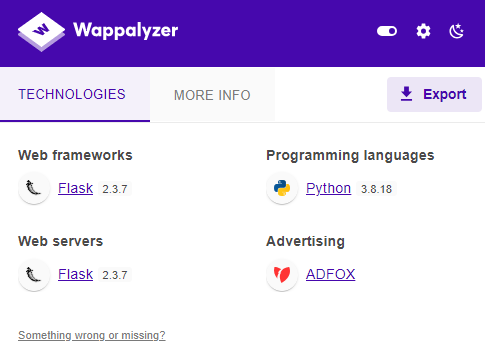 Wappalyzer
TECHNOLOGIES
MORE INFO
Export
Web frameworks
Flask 2.3.7
Programming languages
Python 3.8.18
Web servers
Flask 2.3.7
Advertising
ADFOX
Something wrong or missing?